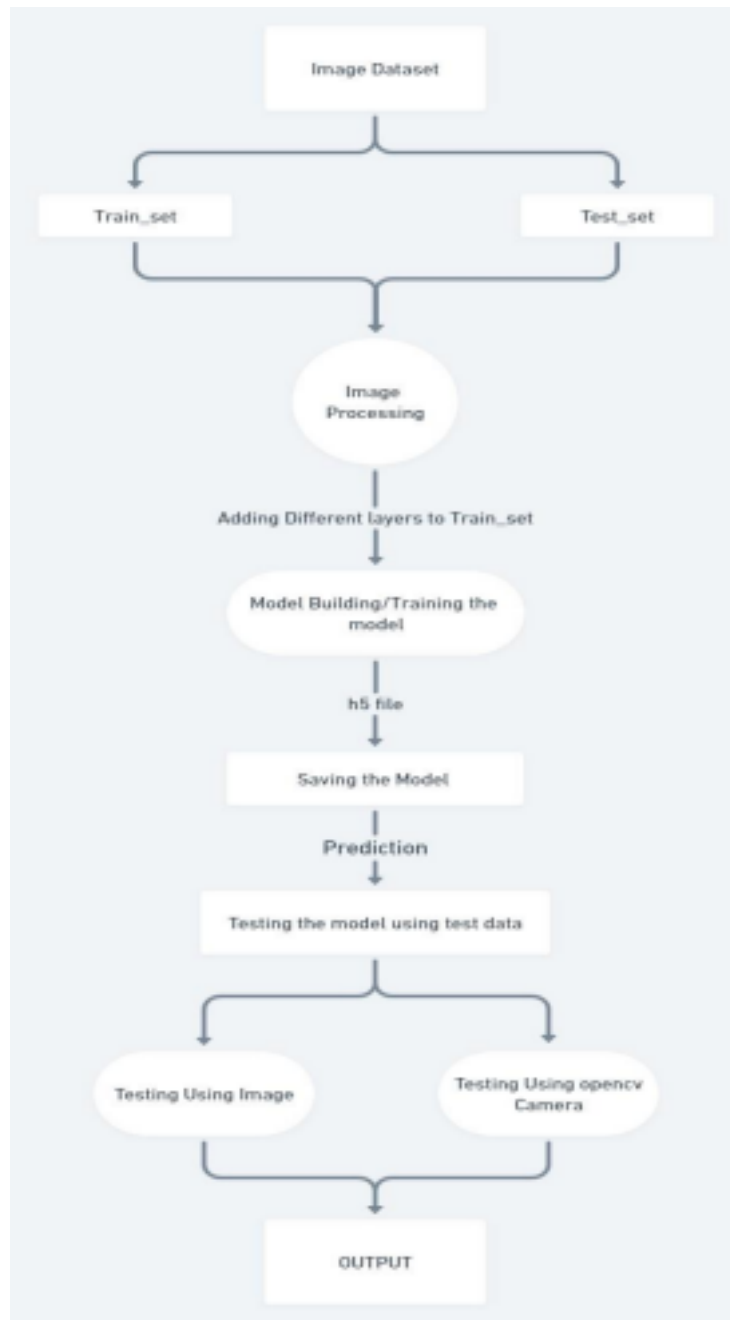 Image Dataset
Train_set
Test_set
Image
Processing
Adding Different layers to Train_set
Model Building/Training the
model
h5 file
Saving the Model
Prediction
Testing the model using test data
Testing Using Image
Testing Using opencv
Camera
OUTPUT